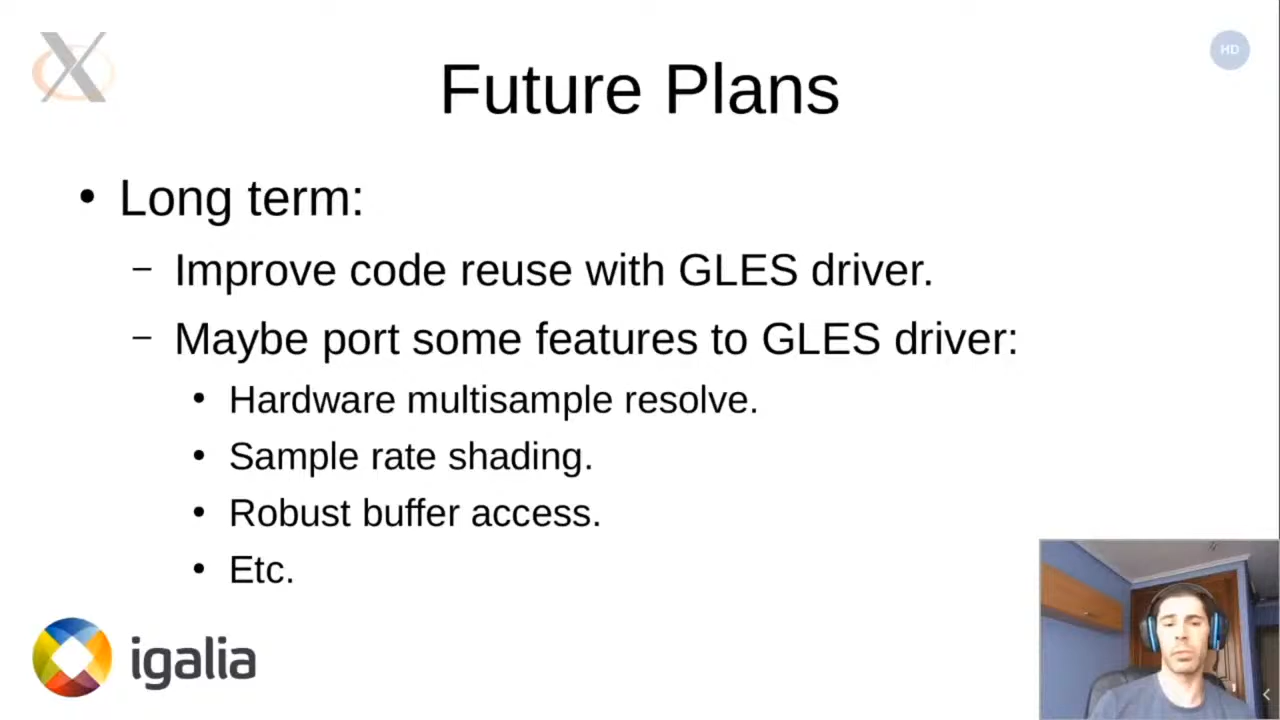 HD
Future Plans
• Long term:
– Improve code reuse with GLES driver.
– Maybe port some features to GLES driver:
• Hardware multisample resolve.
• Sample rate shading.
• Robust buffer access.
• Etc.
igalia